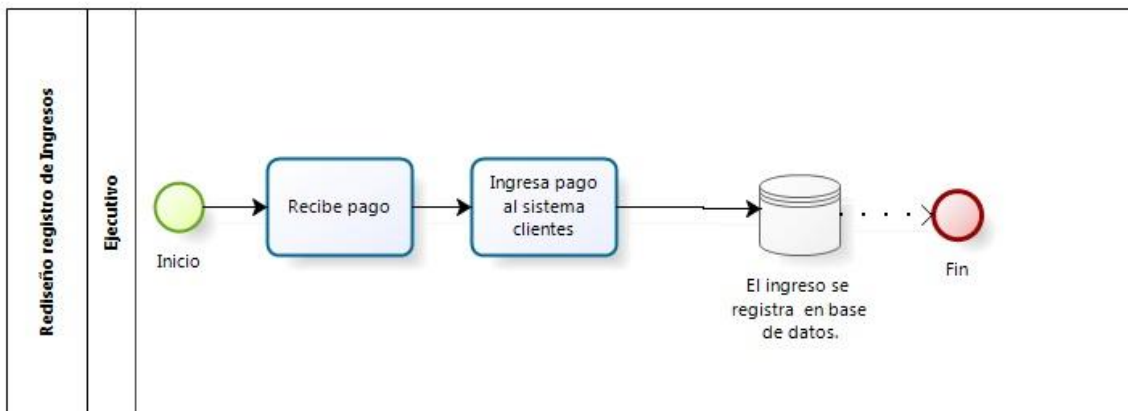 Rediseño registro de Ingresos
Ejecutivo
Inicio
Recibe pago
Ingresa pago
al sistema
clientes
El ingreso se
registra en base
de datos.
Fin